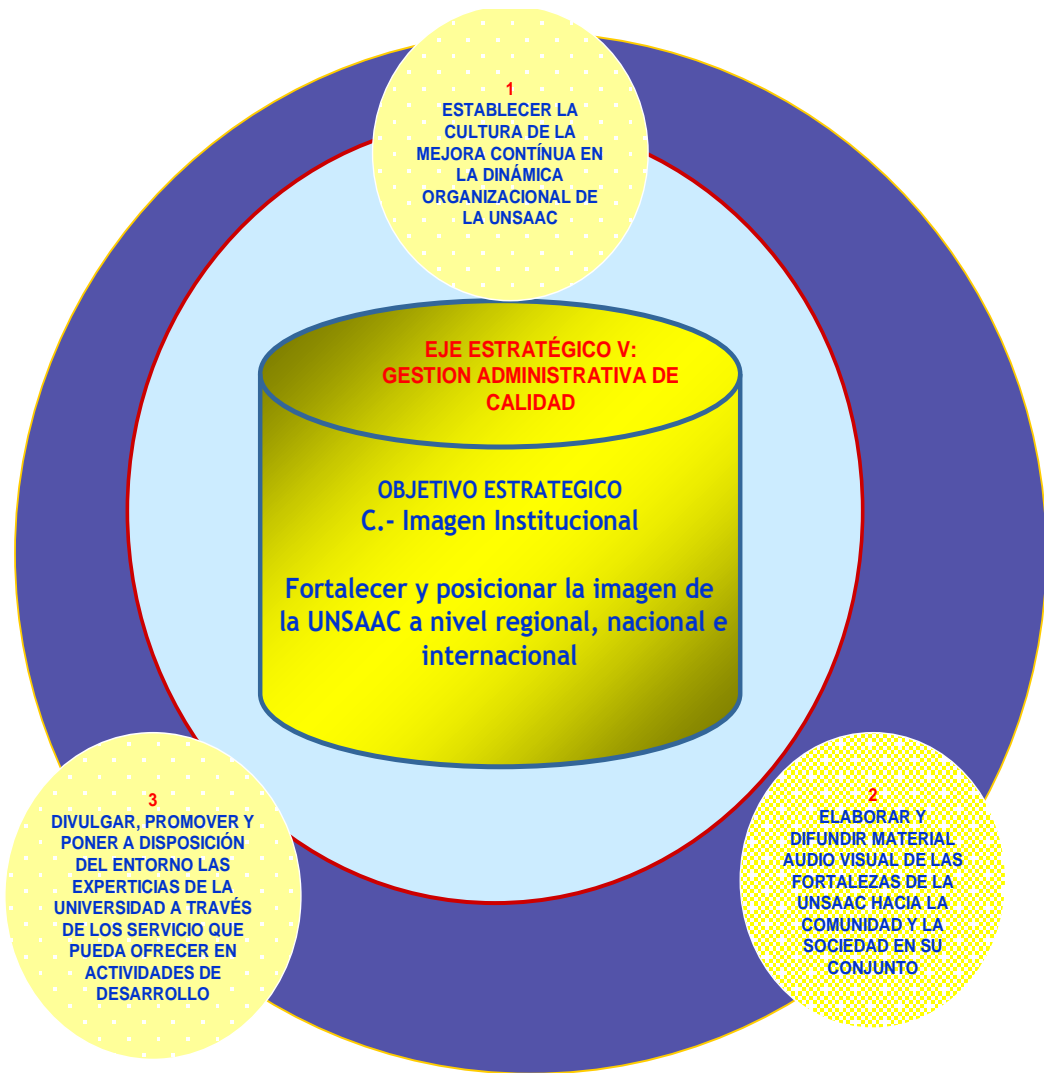 1
ESTABLECER LA
CULTURA DE LA
MEJORA CONTÍNUA EN
LA DINÁMICA
ORGANIZACIONAL DE
LA UNSAAC
EJE ESTRATÉGICO V:
GESTION ADMINISTRATIVA DE
CALIDAD
OBJETIVO ESTRATEGICO
C.- Imagen Institucional
Fortalecer y posicionar la imagen de
la UNSAAC a nivel regional, nacional e
internacional
2
ELABORAR Y
DIFUNDIR MATERIAL
AUDIO VISUAL DE LAS
FORTALEZAS DE LA
UNSAAC HACIA LA
COMUNIDAD Y LA
SOCIEDAD EN SU
CONJUNTO
3
DIVULGAR, PROMOVER Y
PONER A DISPOSICIÓN
DEL ENTORNO LAS
EXPERTICIAS DE LA
UNIVERSIDAD A TRAVÉS
DE LOS SERVICIO QUE
PUEDA OFRECER EN
ACTIVIDADES DE
DESARROLLO